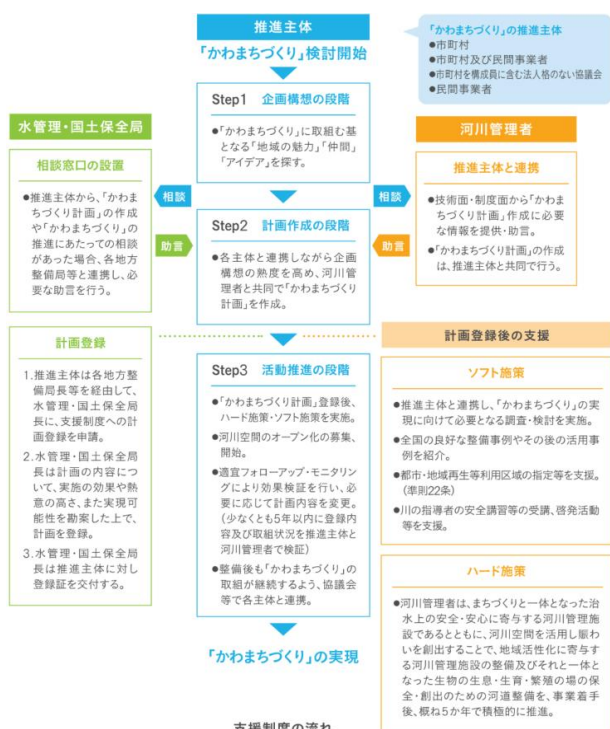 推進主体
「かわまちづくり」検討開始
「かわまちづくり」の推進主体
●市町村
●市町村及び民間事業者
●市町村を構成員に含む法人格のない協議会
●民間事業者
Step1 企画構想の段階
●「かわまちづくり」に取組む基
となる「地域の魅力」「仲間」
「アイデア」を探す。
水管理・国土保全局
相談窓口の設置
●推進主体から、「かわま
ちづくり計画」の作成
や「かわまちづくり」の
推進にあたっての相談
があった場合、各地方
整備局等と連携し、必
要な助言を行う。
相談
助言
相談
助言
河川管理者
推進主体と連携
●技術面・制度面から「かわま
ちづくり計画」作成に必要
な情報を提供・助言。
●「かわまちづくり計画」の作成
は、推進主体と共同で行う。
Step2 計画作成の段階
●各主体と連携しながら企画
構想の熟度を高め、河川管
理者と共同で「かわまちづくり
計画」を作成。
計画登録
1.推進主体は各地方整
備局長等を経由して、
水管理・国土保全局
長に、支援制度への計
画登録を申請。
2.水管理・国土保全局
長は計画の内容につ
いて、実施の効果や熱
意の高さ、また実現可
能性を勘案した上で、
計画を登録。
3.水管理・国土保全局
長は推進主体に対し
登録証を交付する。
Step3 活動推進の段階
●「かわまちづくり計画」登録後、
ハード施策・ソフト施策を実施。
●河川空間のオープン化の募集、
開始。
●適宜フォローアップ・モニタリン
グにより効果検証を行い、必
要に応じて計画内容を変更。
(少なくとも5年以内に登録内
容及び取組状況を推進主体と
河川管理者で検証)
●整備後も「かわまちづくり」の
取組が継続するよう、協議会
等で各主体と連携。
「かわまちづくり」の実現
計画登録後の支援
ソフト施策
●推進主体と連携し、「かわまちづくり」の実
現に向けて必要となる調査・検討を実施。
●全国の良好な整備事例やその後の活用事
例を紹介。
●都市・地域再生等利用区域の指定等を支援。
(準則22条)
●川の指導者の安全講習等の受講、啓発活動
等を支援。
ハード施策
●河川管理者は、まちづくりと一体となった治
水上の安全・安心に寄与する河川管理施
設であるとともに、河川空間を活用し賑わ
いを創出することで、地域活性化に寄与す
る河川管理施設の整備及びそれと一体と
なった生物の生息・生育・繁殖の場の保
全・創出のための河道整備を、事業着手
後、概ね5か年で積極的に推進。
支援制度の流れ